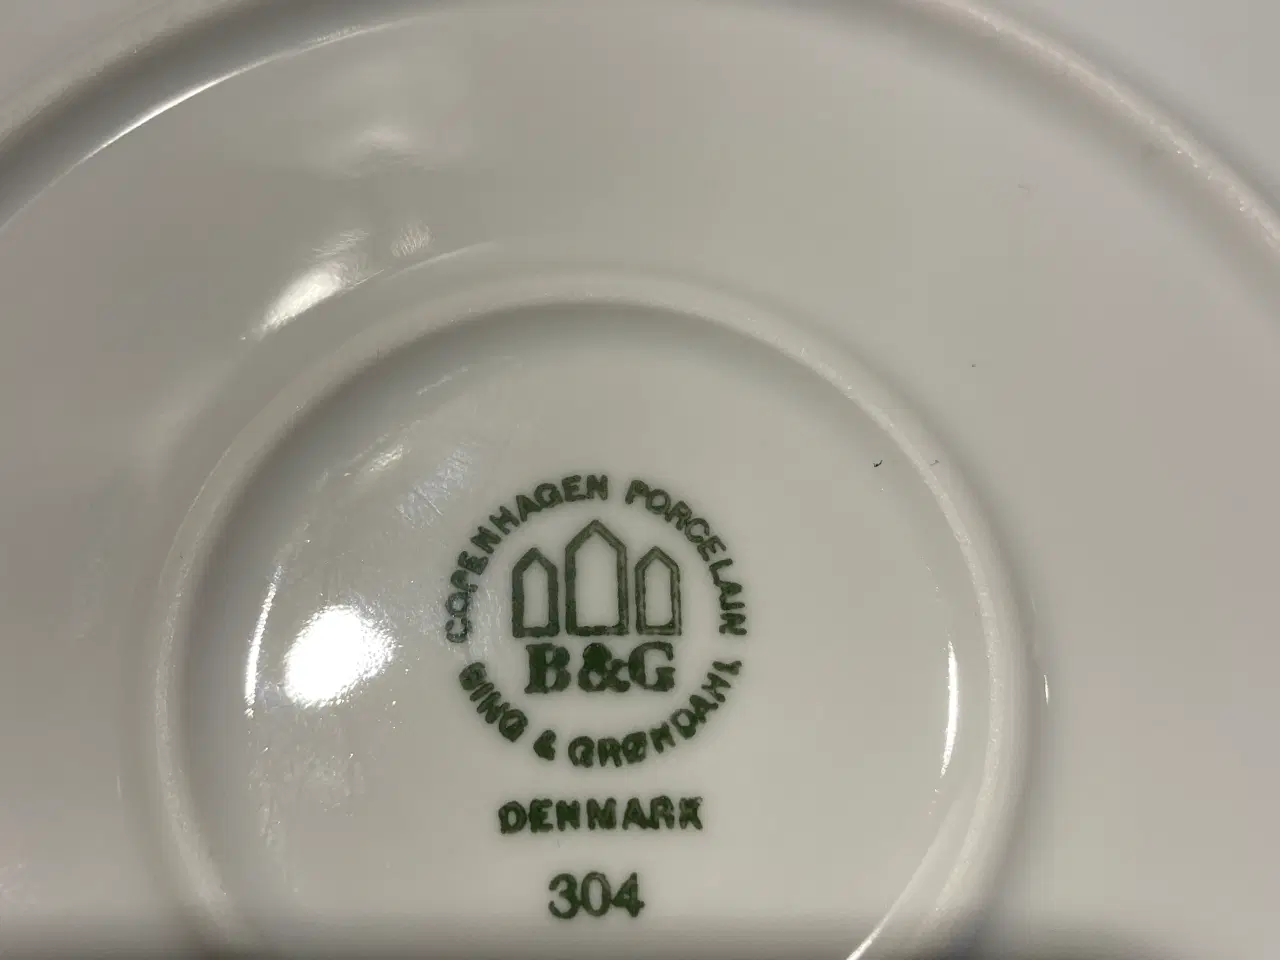 COPENHAGEN PORCELAIN
B&G
BING & GRØNDAHL
DENMARK
304